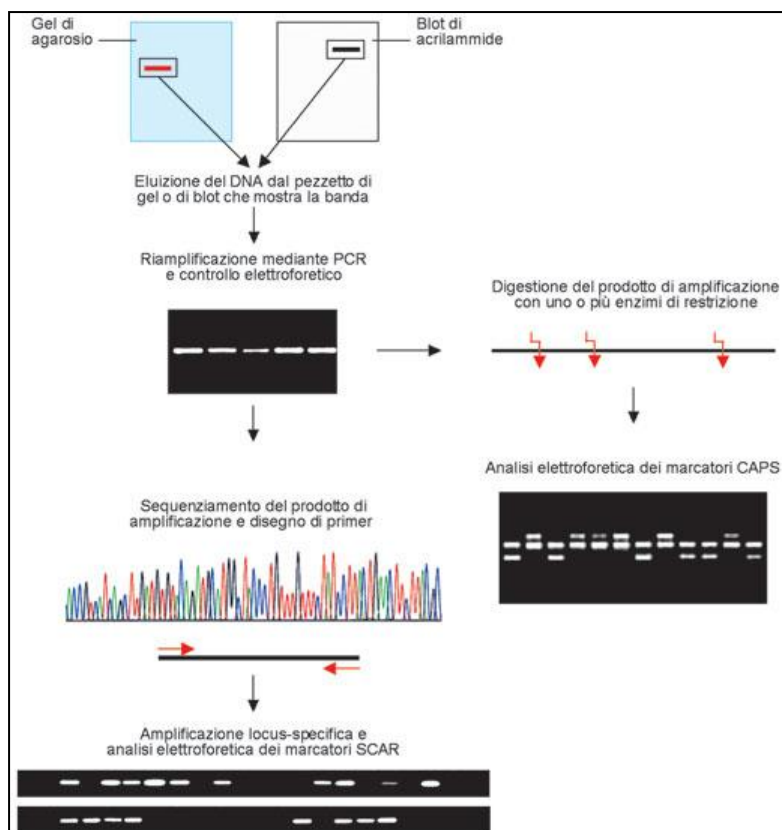 Gel di
agarosio
Blot di
acrilammide
Eluizione del DNA dal pezzetto di
gel o di blot che mostra la banda
Riamplificazione mediante PCR
e controllo elettroforetico
Digestione del prodotto di amplificazione
con uno o più enzimi di restrizione
Analisi elettroforetica dei marcatori CAPS
Sequenziamento del prodotto di
amplificazione e disegno di primer
Amplificazione locus-specifica e
analisi elettroforetica dei marcatori SCAR